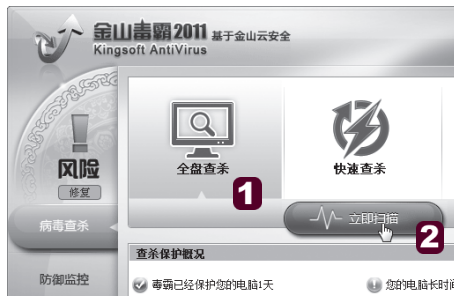 金山毒霸2011 基于金山云安全
Kingsoft AntiVirus
风险
修复
病毒查杀
防御监控
全盘查杀
快速查杀
1
立即扫描
2
查杀保护概况
毒霸已经保护您的电脑1天
您的电脑长时